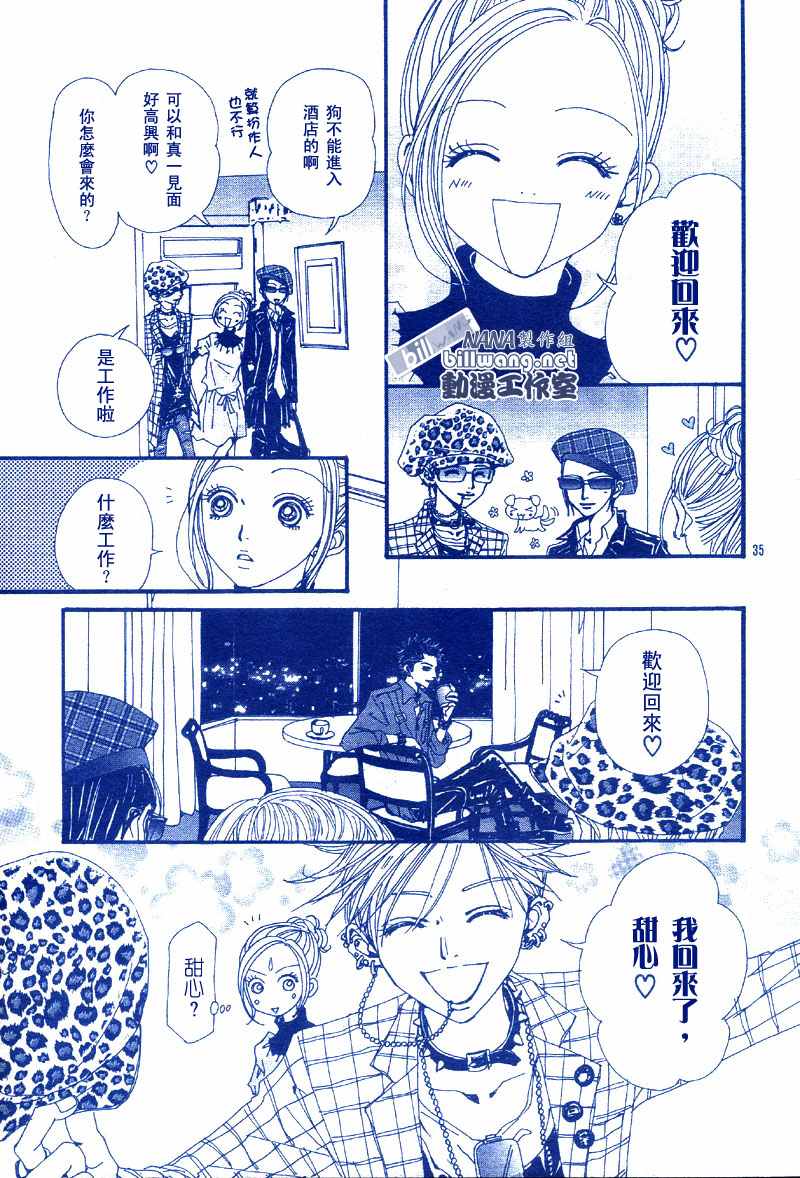 歡迎回來♡
狗不能進入
酒店的啊
就算扮作人
也不行
可以和真一見面
好高興啊♡
你怎麼會來的?
是工作啦
什麼工作?
35
NANA製作組
billwang
billwang.net
動漫工作室
歡迎回來♡
我回來了,
甜心♡
甜心?